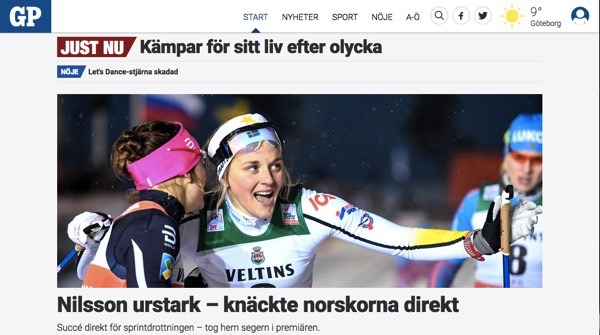 GP START NYHETER SPORT NÖJE A-Ö 9°
Göteborg
JUST NU Kämpar för sitt liv efter olycka
NÖJE Let's Dance-stjärna skadad
VELTINS
8
Nilsson urstark – knäckte norskorna direkt
Succé direkt för sprintdrottningen – tog hem segern i premiären.